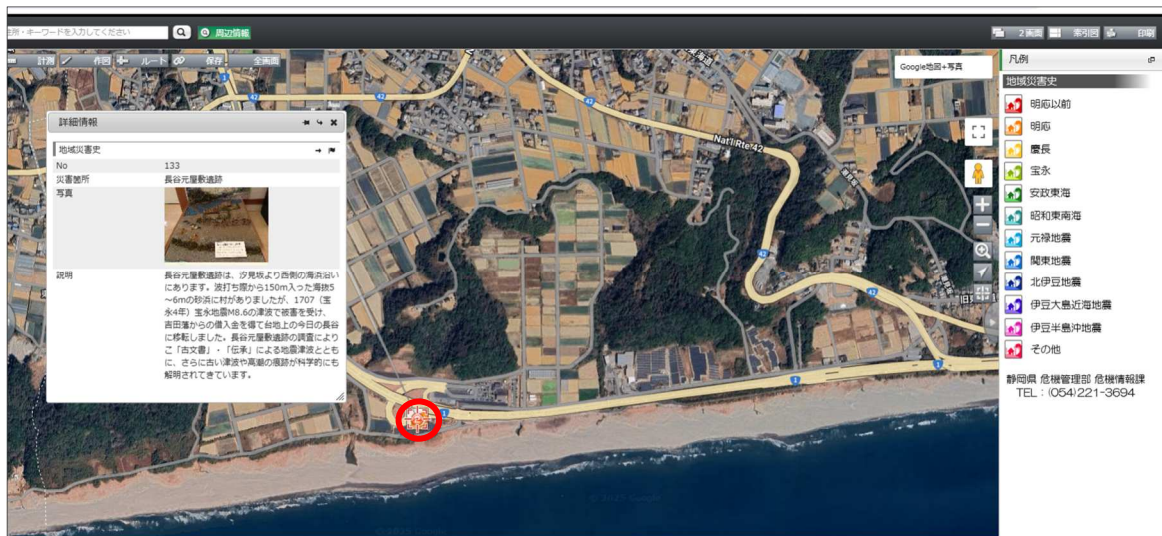 住所・キーワードを入力してください
周辺情報
2画面
索引図
印刷
計測
作図
ルート
保存
全画面
Google地図+写真
詳細情報
地域災害史
No 133
災害箇所 長谷元屋敷遺跡
写真
説明 長谷元屋敷遺跡は、汐見坂より西側の海浜沿い
にあります。波打ち際から150m入った海抜5
～6mの砂浜に村がありましたが、1707（宝
永4年）宝永地震M8.6の津波で被害を受け、
吉田藩からの借入金を得て台地上の今日の長谷
に移転しました。長谷元屋敷遺跡の調査により
こ「古文書」・「伝承」による地震津波ととも
に、さらに古い津波や高潮の痕跡が科学的にも
解明されてきています。
Nat'l Rte 42
42
42
42
42
42
1
1
1
1
潮見坂
凡例
地域災害史
明応以前
明応
慶長
宝永
安政東海
昭和東南海
元禄地震
関東地震
北伊豆地震
伊豆大島近海地震
伊豆半島沖地震
その他
静岡県 危機管理部 危機情報課
TEL：(054)221-3694